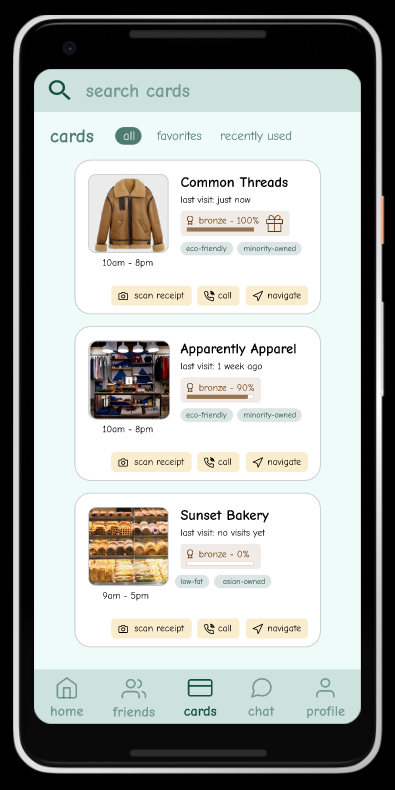 search cards
cards all favorites recently used
Common Threads
last visit: just now
bronze - 100%
eco-friendly minority-owned
10am - 8pm
scan receipt call navigate
Apparently Apparel
last visit: 1 week ago
bronze - 90%
eco-friendly minority-owned
10am - 8pm
scan receipt call navigate
Sunset Bakery
last visit: no visits yet
bronze - 0%
low-fat asian-owned
9am - 5pm
scan receipt call navigate
home friends cards chat profile